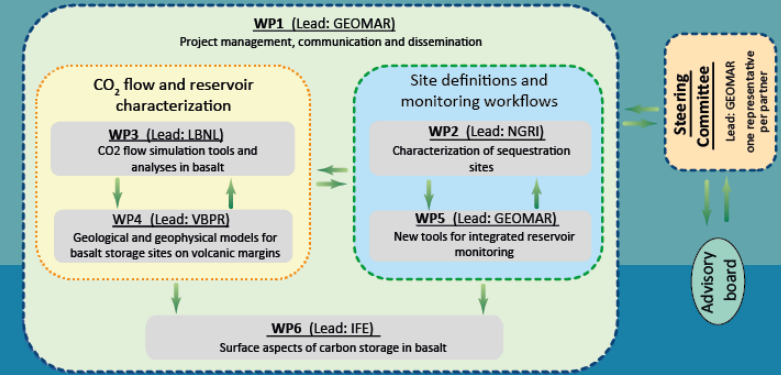 WP1 (Lead: GEOMAR)
Project management, communication and dissemination
CO₂ flow and reservoir
characterization
WP3 (Lead: LBNL)
CO2 flow simulation tools and
analyses in basalt
WP4 (Lead: VBPR)
Geological and geophysical models for
basalt storage sites on volcanic margins
Site definitions and
monitoring workflows
WP2 (Lead: NGRI)
Characterization of sequestration
sites
WP5 (Lead: GEOMAR)
New tools for integrated reservoir
monitoring
WP6 (Lead: IFE)
Surface aspects of carbon storage in basalt
Steering
Committee
Lead: GEOMAR
one representative
per partner
Advisory
board